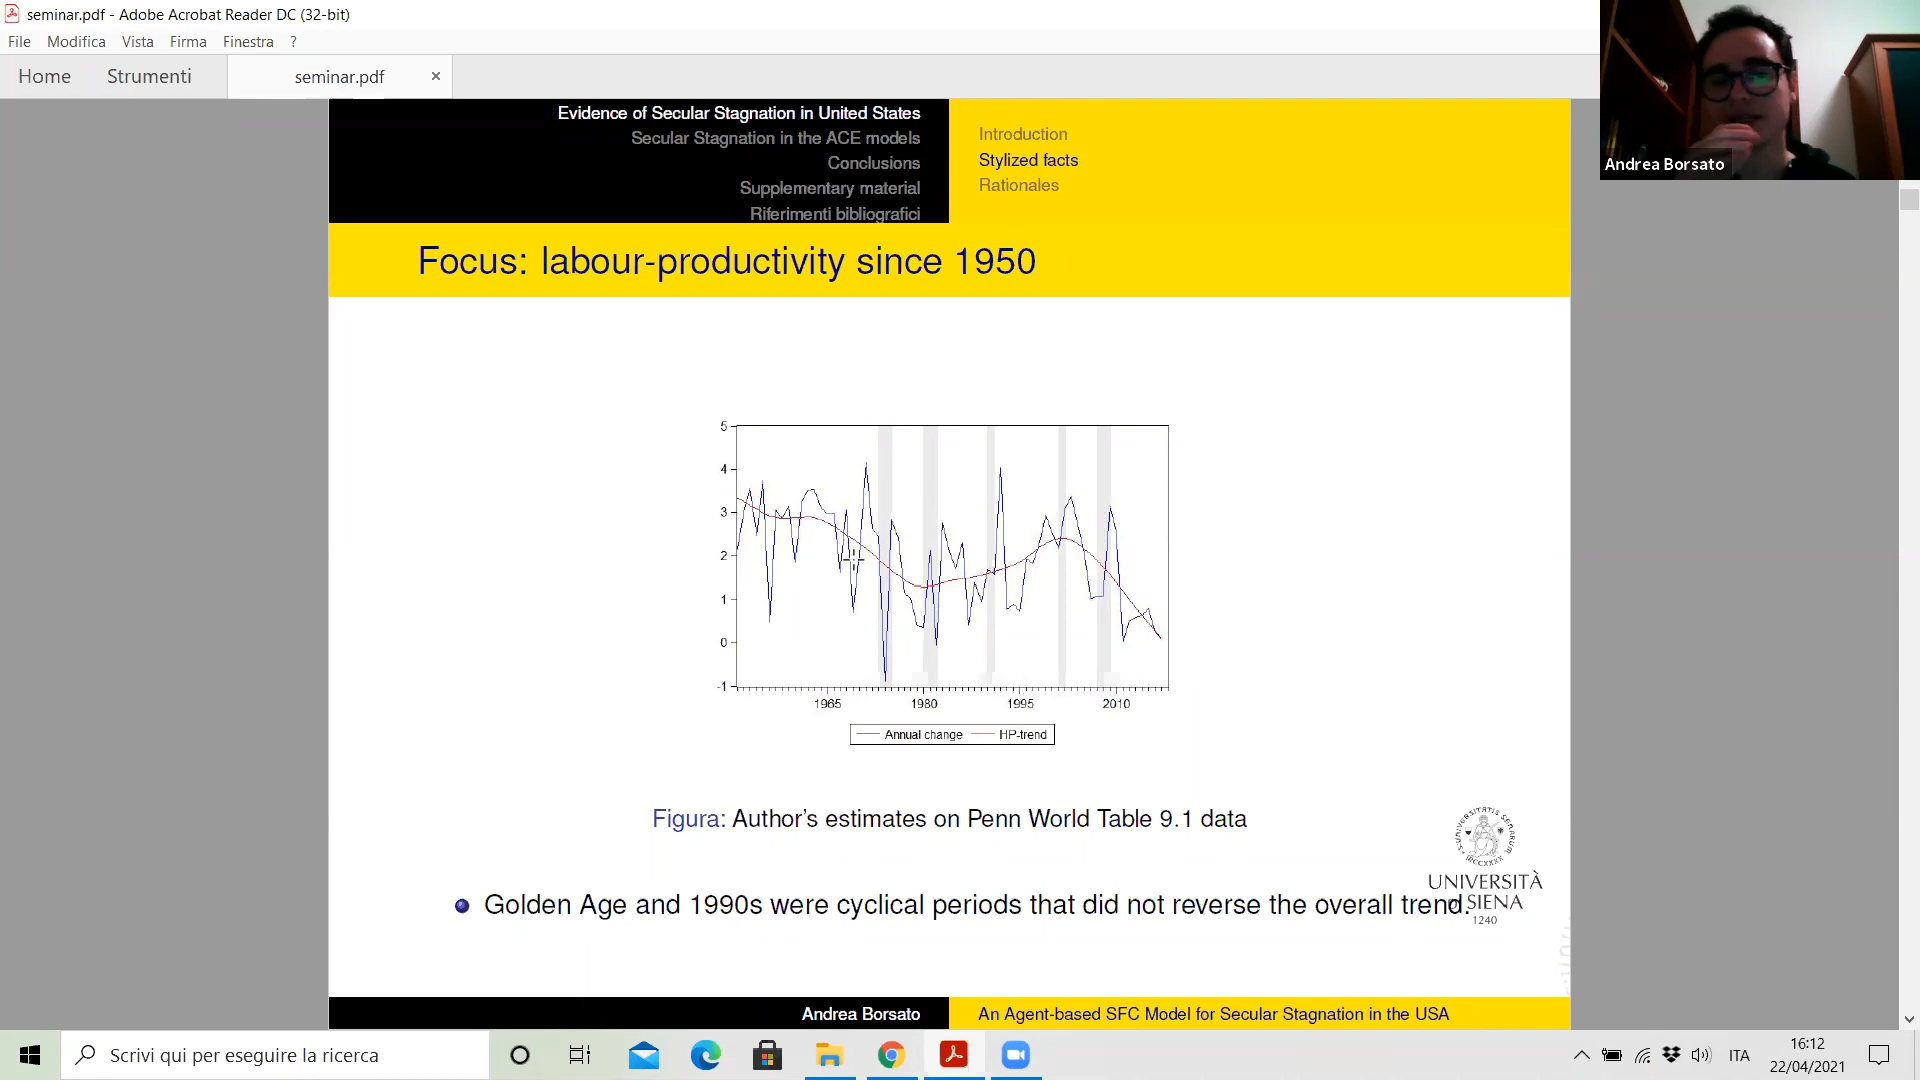 seminar.pdf - Adobe Acrobat Reader DC (32-bit)
File Modifica Vista Firma Finestra ?
Home Strumenti seminar.pdf ×
Andrea Borsato
Evidence of Secular Stagnation in United States
Secular Stagnation in the ACE models
Conclusions
Supplementary material
Riferimenti bibliografici
Introduction
Stylized facts
Rationales
Focus: labour-productivity since 1950
5
4
3
2
1
0
-1
1965 1980 1995 2010
Annual change HP-trend
Figura: Author's estimates on Penn World Table 9.1 data
Golden Age and 1990s were cyclical periods that did not reverse the overall trend.
UNIVERSITÀ
DI SIENA
1240
Andrea Borsato
An Agent-based SFC Model for Secular Stagnation in the USA
Scrivi qui per eseguire la ricerca
ITA
16:12
22/04/2021